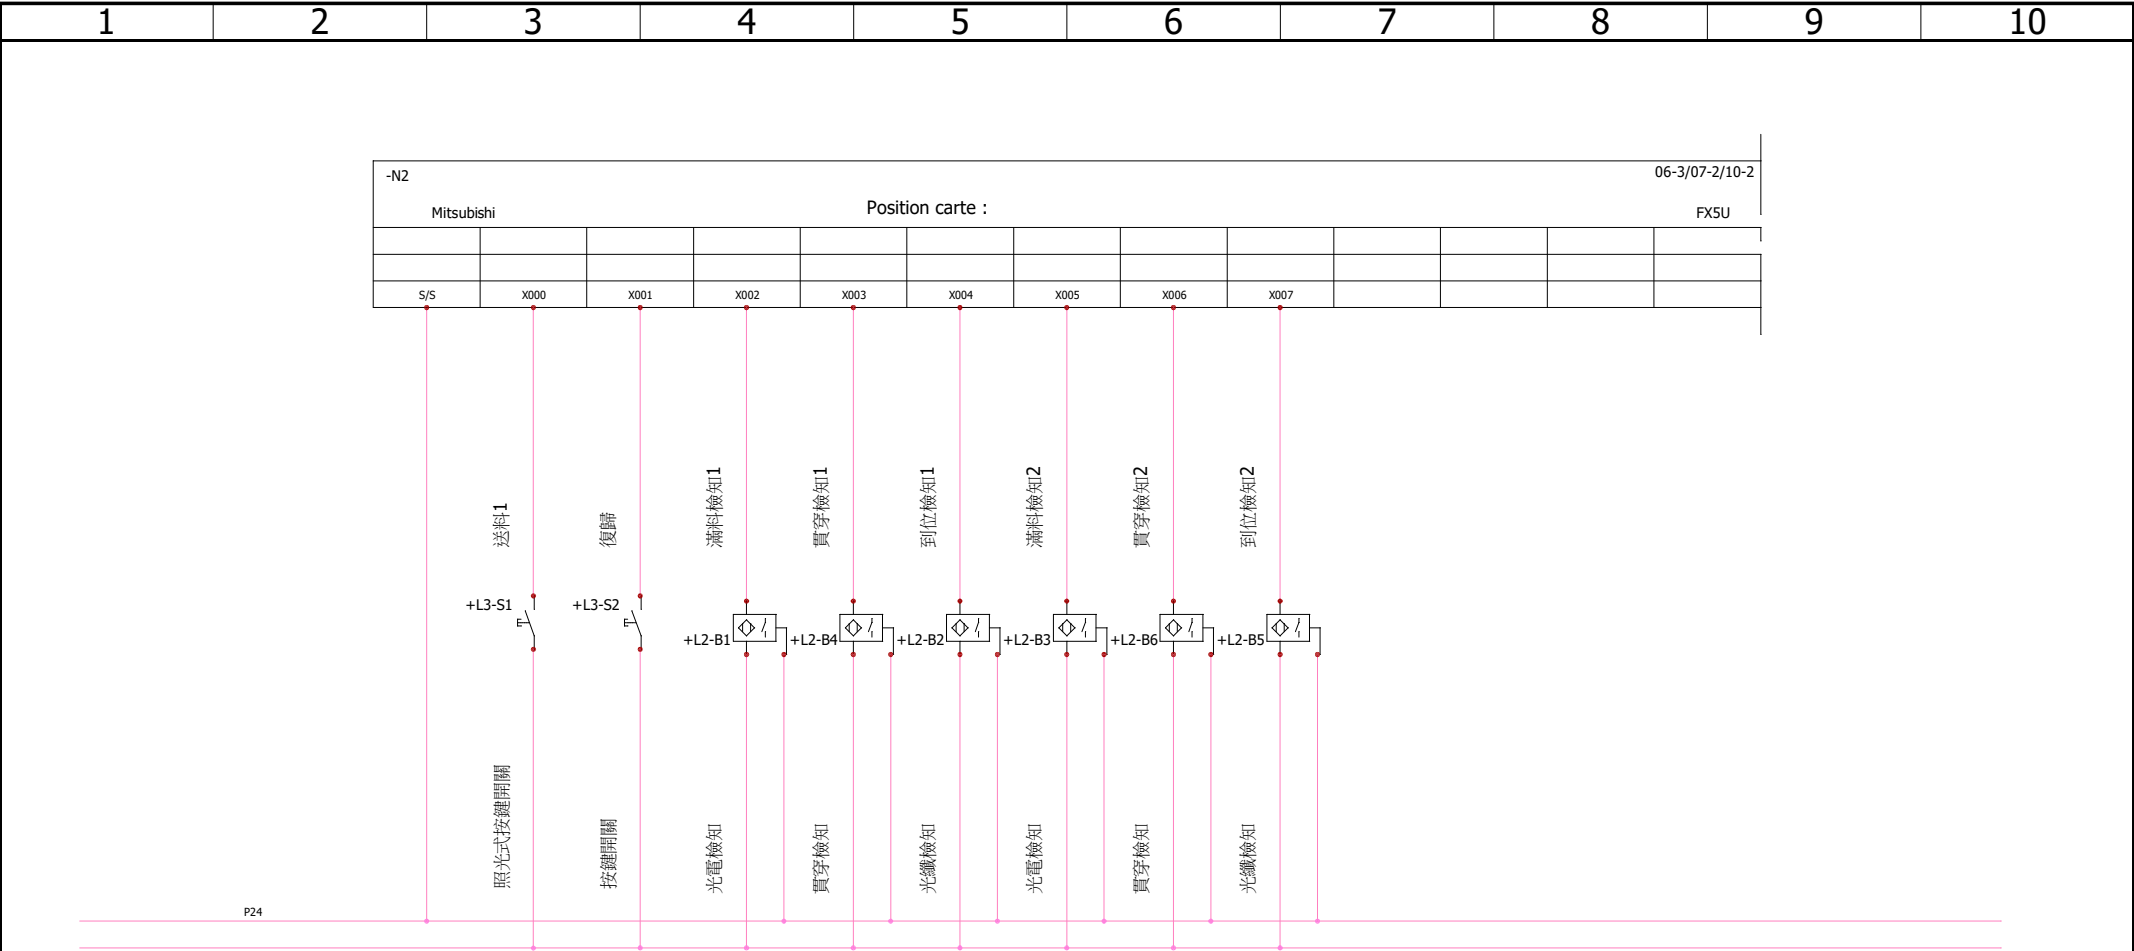 1 2 3 4 5 6 7 8 9 10
-N2 06-3/07-2/10-2
Mitsubishi Position carte : FX5U
S/S X000 X001 X002 X003 X004 X005 X006 X007
送料1
復歸
滿料檢知1
貫穿檢知1
到位檢知1
滿料檢知2
貫穿檢知2
到位檢知2
+L3-S1 +L3-S2
+L2-B1 +L2-B4 +L2-B2 +L2-B3 +L2-B6 +L2-B5
照光式按鍵開關
按鍵開關
光電檢知
貫穿檢知
光纖檢知
光電檢知
貫穿檢知
光纖檢知
P24